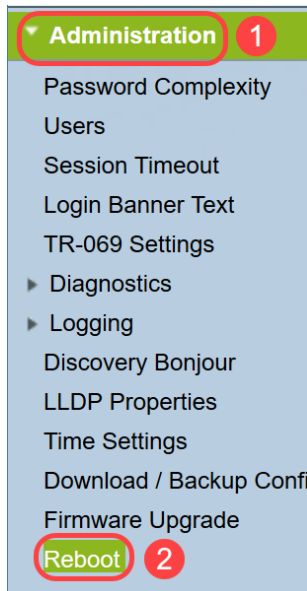 Administration 1
Password Complexity
Users
Session Timeout
Login Banner Text
TR-069 Settings
Diagnostics
Logging
Discovery Bonjour
LLDP Properties
Time Settings
Download / Backup Confi
Firmware Upgrade
Reboot 2